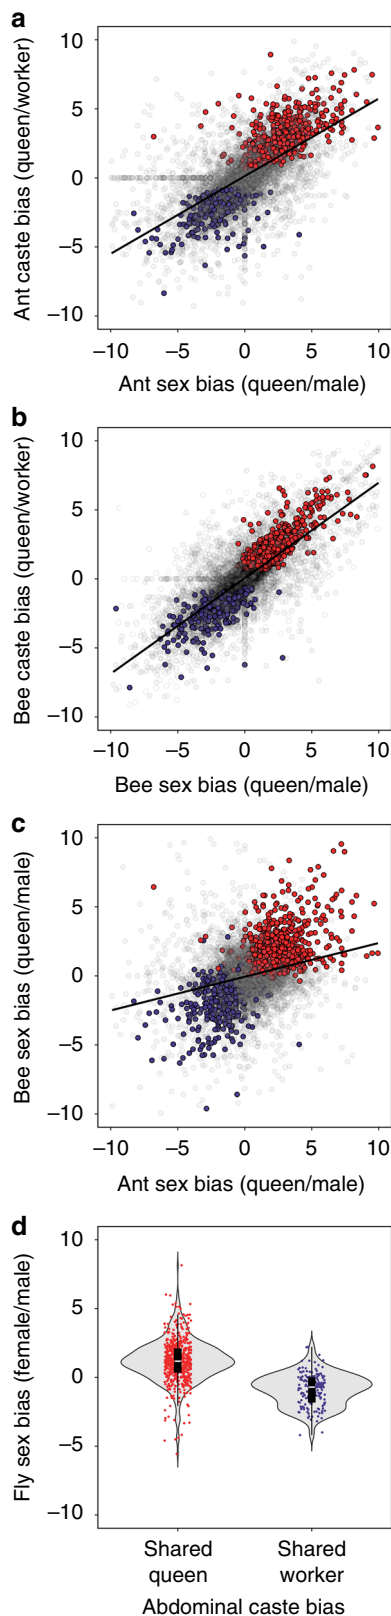 a
10
5
0
−5
−10
Ant caste bias (queen/worker)
−10 −5 0 5 10
Ant sex bias (queen/male)
b
10
5
0
−5
−10
Bee caste bias (queen/worker)
−10 −5 0 5 10
Bee sex bias (queen/male)
c
10
5
0
−5
−10
Bee sex bias (queen/male)
−10 −5 0 5 10
Ant sex bias (queen/male)
d
10
5
0
−5
−10
Fly sex bias (female/male)
Shared Shared
queen worker
Abdominal caste bias